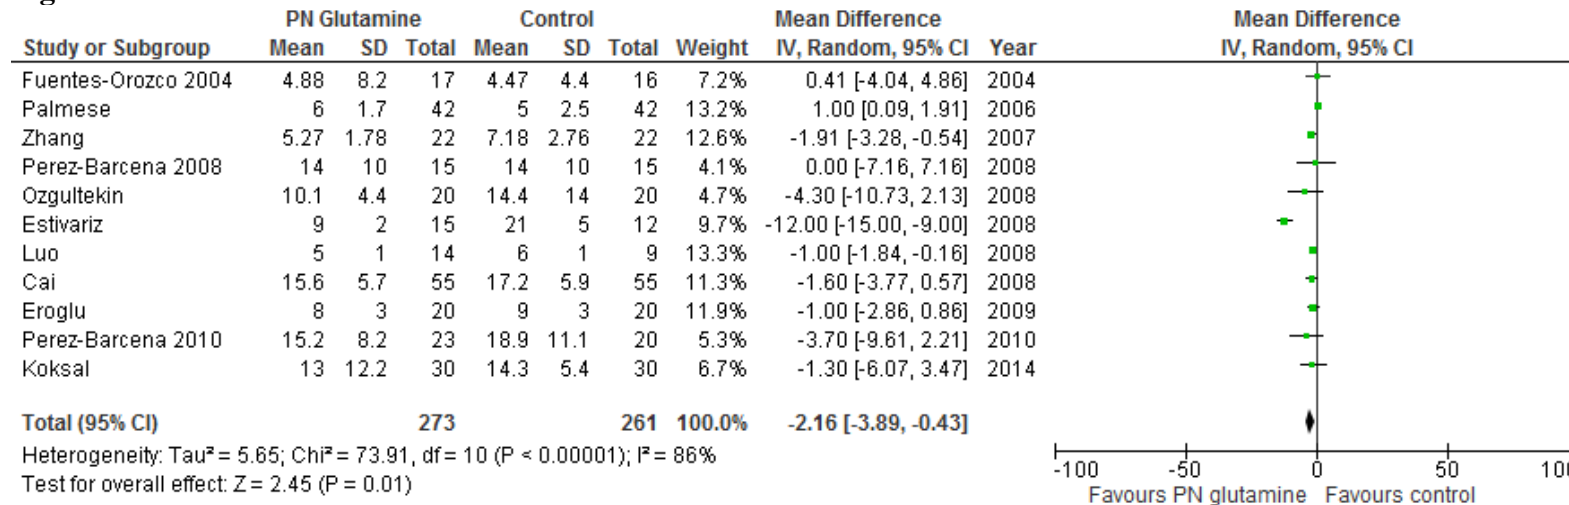 PN Glutamine Control Mean Difference Mean Difference
Study or Subgroup Mean SD Total Mean SD Total Weight IV, Random, 95% CI Year IV, Random, 95% CI
Fuentes-Orozco 2004 4.88 8.2 17 4.47 4.4 16 7.2% 0.41 [-4.04, 4.86] 2004
Palmese 6 1.7 42 5 2.5 42 13.2% 1.00 [0.09, 1.91] 2006
Zhang 5.27 1.78 22 7.18 2.76 22 12.6% -1.91 [-3.28, -0.54] 2007
Perez-Barcena 2008 14 10 15 14 10 15 4.1% 0.00 [-7.16, 7.16] 2008
Ozgultekin 10.1 4.4 20 14.4 14 20 4.7% -4.30 [-10.73, 2.13] 2008
Estivariz 9 2 15 21 5 12 9.7% -12.00 [-15.00, -9.00] 2008
Luo 5 1 14 6 1 9 13.3% -1.00 [-1.84, -0.16] 2008
Cai 15.6 5.7 55 17.2 5.9 55 11.3% -1.60 [-3.77, 0.57] 2008
Eroglu 8 3 20 9 3 20 11.9% -1.00 [-2.86, 0.86] 2009
Perez-Barcena 2010 15.2 8.2 23 18.9 11.1 20 5.3% -3.70 [-9.61, 2.21] 2010
Koksal 13 12.2 30 14.3 5.4 30 6.7% -1.30 [-6.07, 3.47] 2014
Total (95% CI) 273 261 100.0% -2.16 [-3.89, -0.43]
Heterogeneity: Tau² = 5.65; Chi² = 73.91, df = 10 (P < 0.00001); I² = 86%
Test for overall effect: Z = 2.45 (P = 0.01)
-100 -50 0 50 100
Favours PN glutamine Favours control